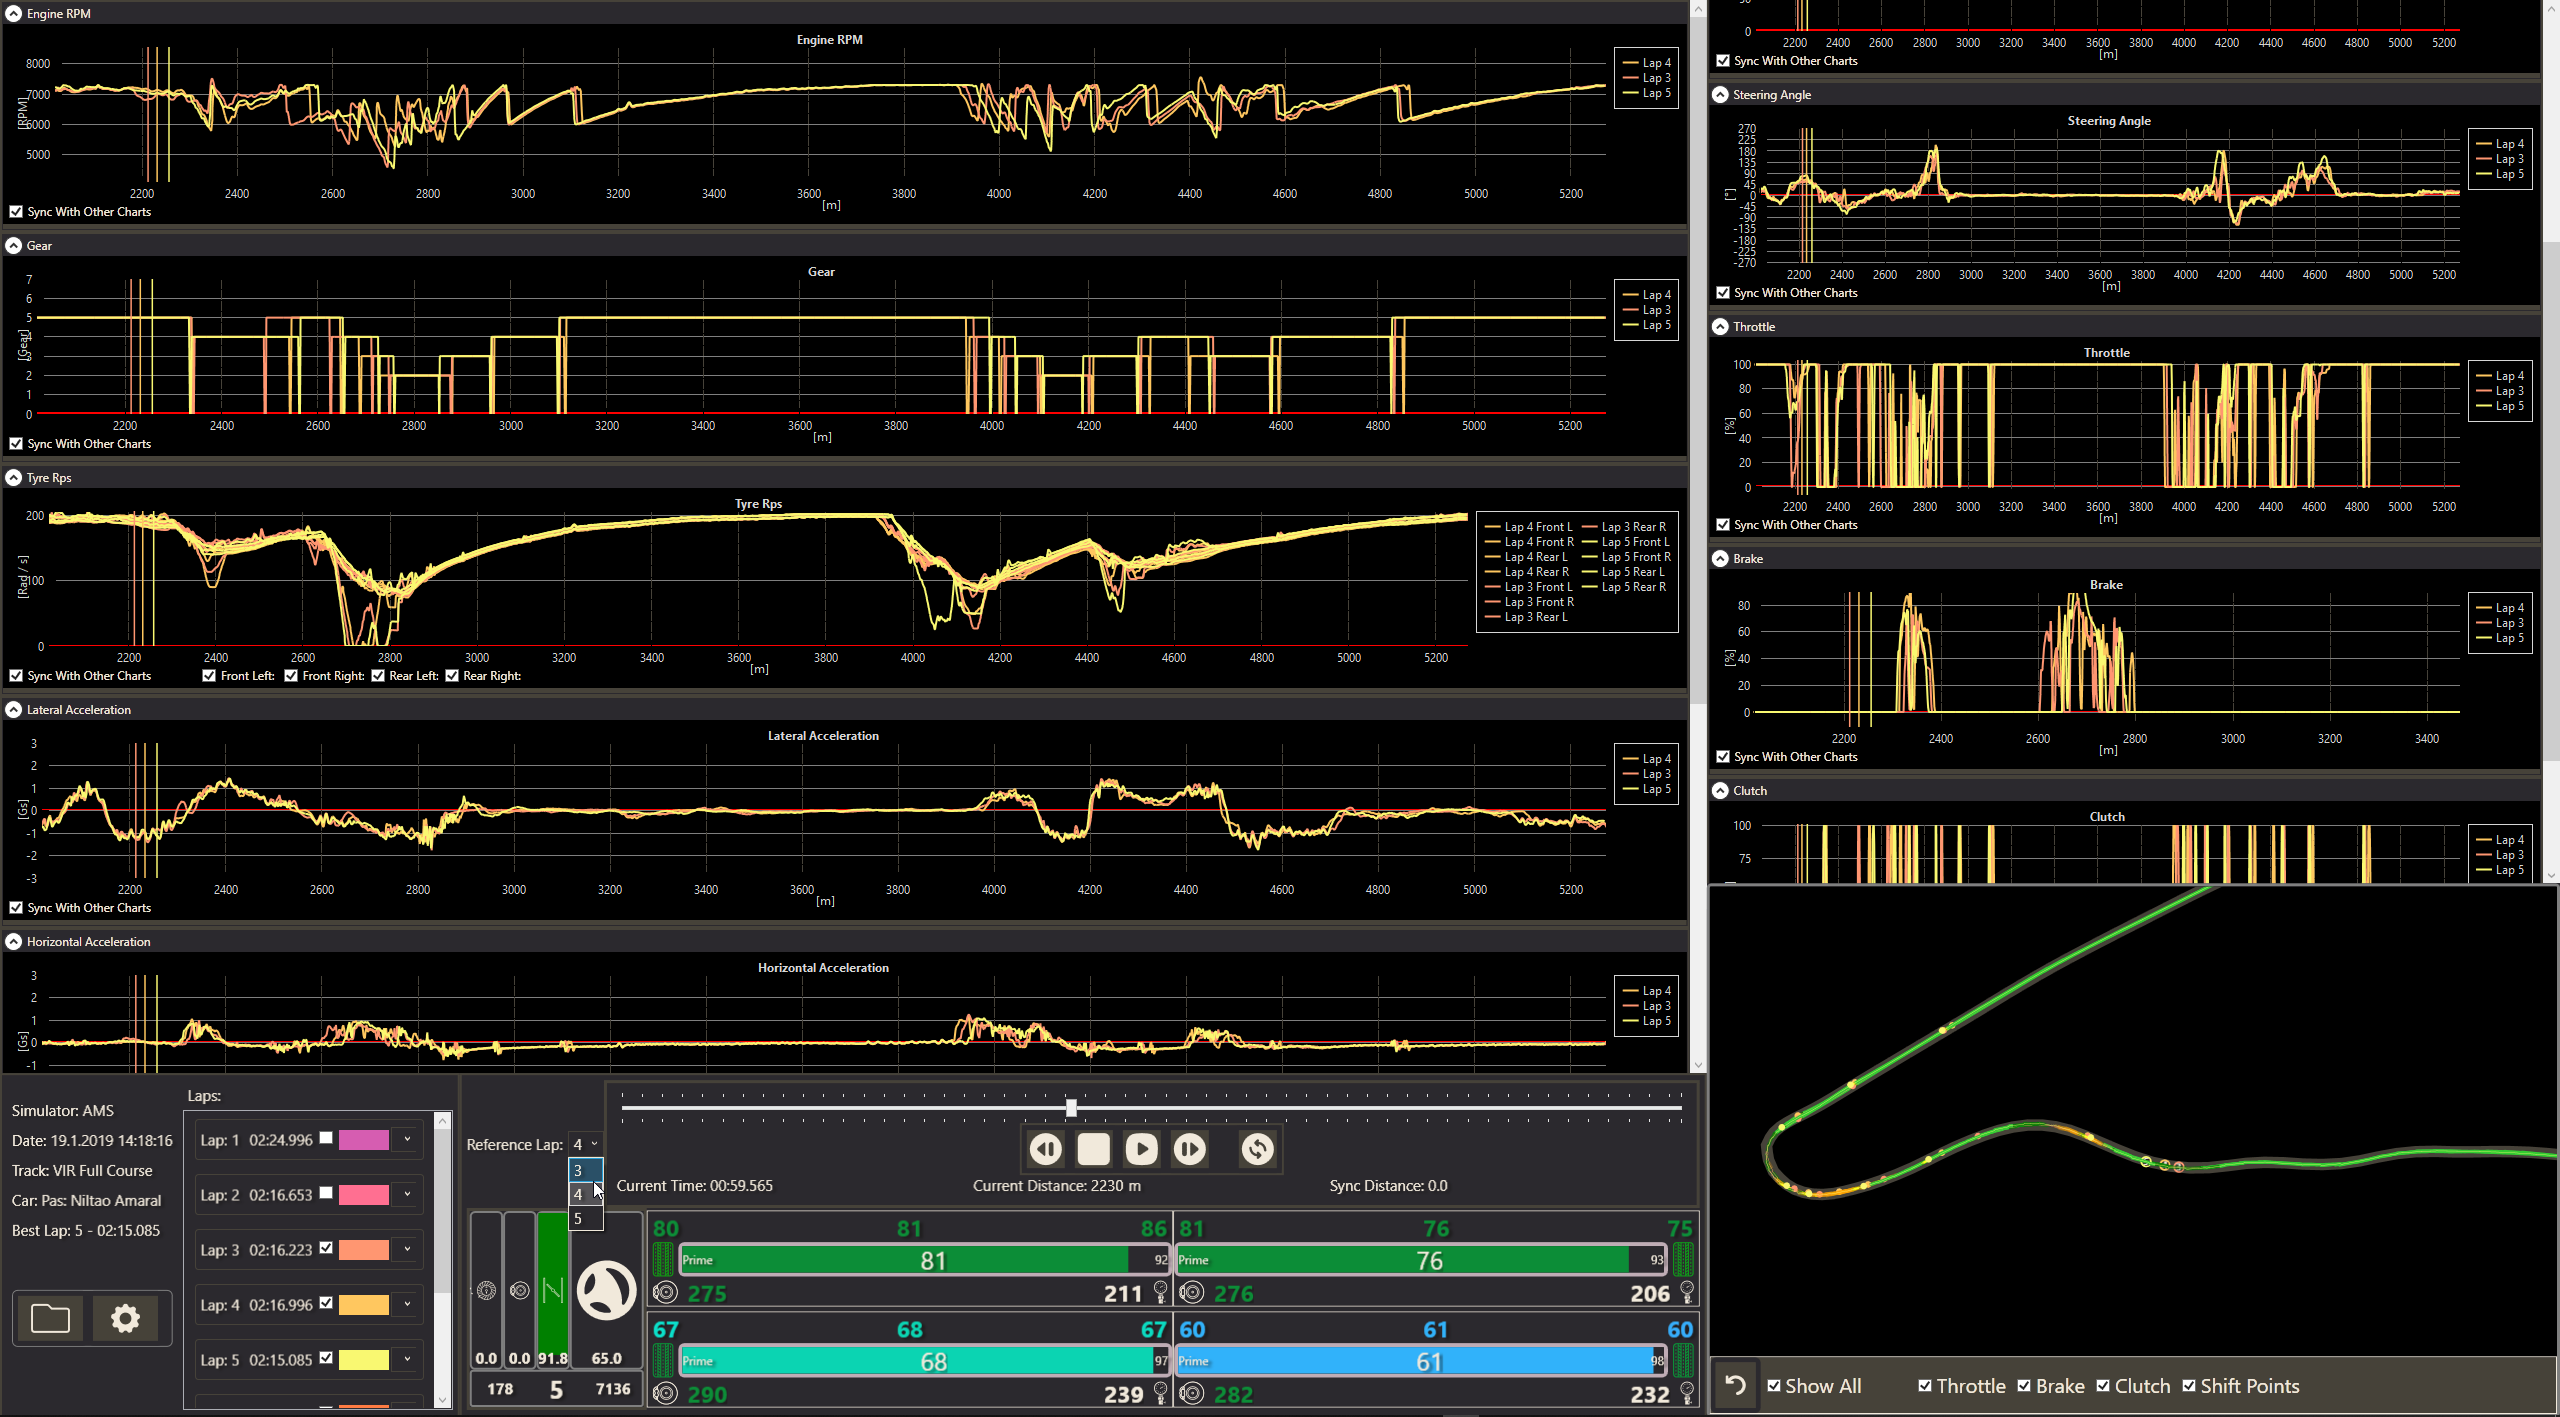 Engine RPM
Engine RPM
8000
7000
6000
5000
[RPM]
2200 2400 2600 2800 3000 3200 3400 3600 3800 4000 4200 4400 4600 4800 5000 5200
[m]
Lap 4
Lap 3
Lap 5
Sync With Other Charts
Gear
Gear
7
6
5
4
3
2
1
0
[Gear]
2200 2400 2600 2800 3000 3200 3400 3600 3800 4000 4200 4400 4600 4800 5000 5200
[m]
Lap 4
Lap 3
Lap 5
Sync With Other Charts
Tyre Rps
Tyre Rps
200
100
0
[Rad / s]
2200 2400 2600 2800 3000 3200 3400 3600 3800 4000 4200 4400 4600 4800 5000 5200
[m]
Lap 4 Front L Lap 3 Rear R
Lap 4 Front R Lap 5 Front L
Lap 4 Rear L Lap 5 Front R
Lap 4 Rear R Lap 5 Rear L
Lap 3 Front L Lap 5 Rear R
Lap 3 Front R
Lap 3 Rear L
Sync With Other Charts Front Left: Front Right: Rear Left: Rear Right:
Lateral Acceleration
Lateral Acceleration
3
2
1
0
-1
-2
-3
[Gs]
2200 2400 2600 2800 3000 3200 3400 3600 3800 4000 4200 4400 4600 4800 5000 5200
[m]
Lap 4
Lap 3
Lap 5
Sync With Other Charts
Horizontal Acceleration
Horizontal Acceleration
3
2
1
0
-1
[Gs]
Lap 4
Lap 3
Lap 5
0
2200 2400 2600 2800 3000 3200 3400 3600 3800 4000 4200 4400 4600 4800 5000 5200
[m]
Sync With Other Charts
Steering Angle
Steering Angle
270
225
180
135
90
45
0
-45
-90
-135
-180
-225
-270
[°]
2200 2400 2600 2800 3000 3200 3400 3600 3800 4000 4200 4400 4600 4800 5000 5200
[m]
Lap 4
Lap 3
Lap 5
Sync With Other Charts
Throttle
Throttle
100
80
60
40
20
0
[%]
2200 2400 2600 2800 3000 3200 3400 3600 3800 4000 4200 4400 4600 4800 5000 5200
[m]
Lap 4
Lap 3
Lap 5
Sync With Other Charts
Brake
Brake
80
60
40
20
0
[%]
2200 2400 2600 2800 3000 3200 3400
[m]
Lap 4
Lap 3
Lap 5
Sync With Other Charts
Clutch
Clutch
100
75
Lap 4
Lap 3
Lap 5
Simulator: AMS
Date: 19.1.2019 14:18:16
Track: VIR Full Course
Car: Pas: Niltao Amaral
Best Lap: 5 - 02:15.085
Laps:
Lap: 1 02:24.996
Lap: 2 02:16.653
Lap: 3 02:16.223
Lap: 4 02:16.996
Lap: 5 02:15.085
Reference Lap: 4
3
4
5
Current Time: 00:59.565 Current Distance: 2230 m Sync Distance: 0.0
0.0 0.0 91.8 65.0
178 5 7136
80 81 86
Prime 81 92
275 211
81 76 75
Prime 76 93
276 206
67 68 67
Prime 68 97
290 239
60 61 60
Prime 61 98
282 232
Show All Throttle Brake Clutch Shift Points